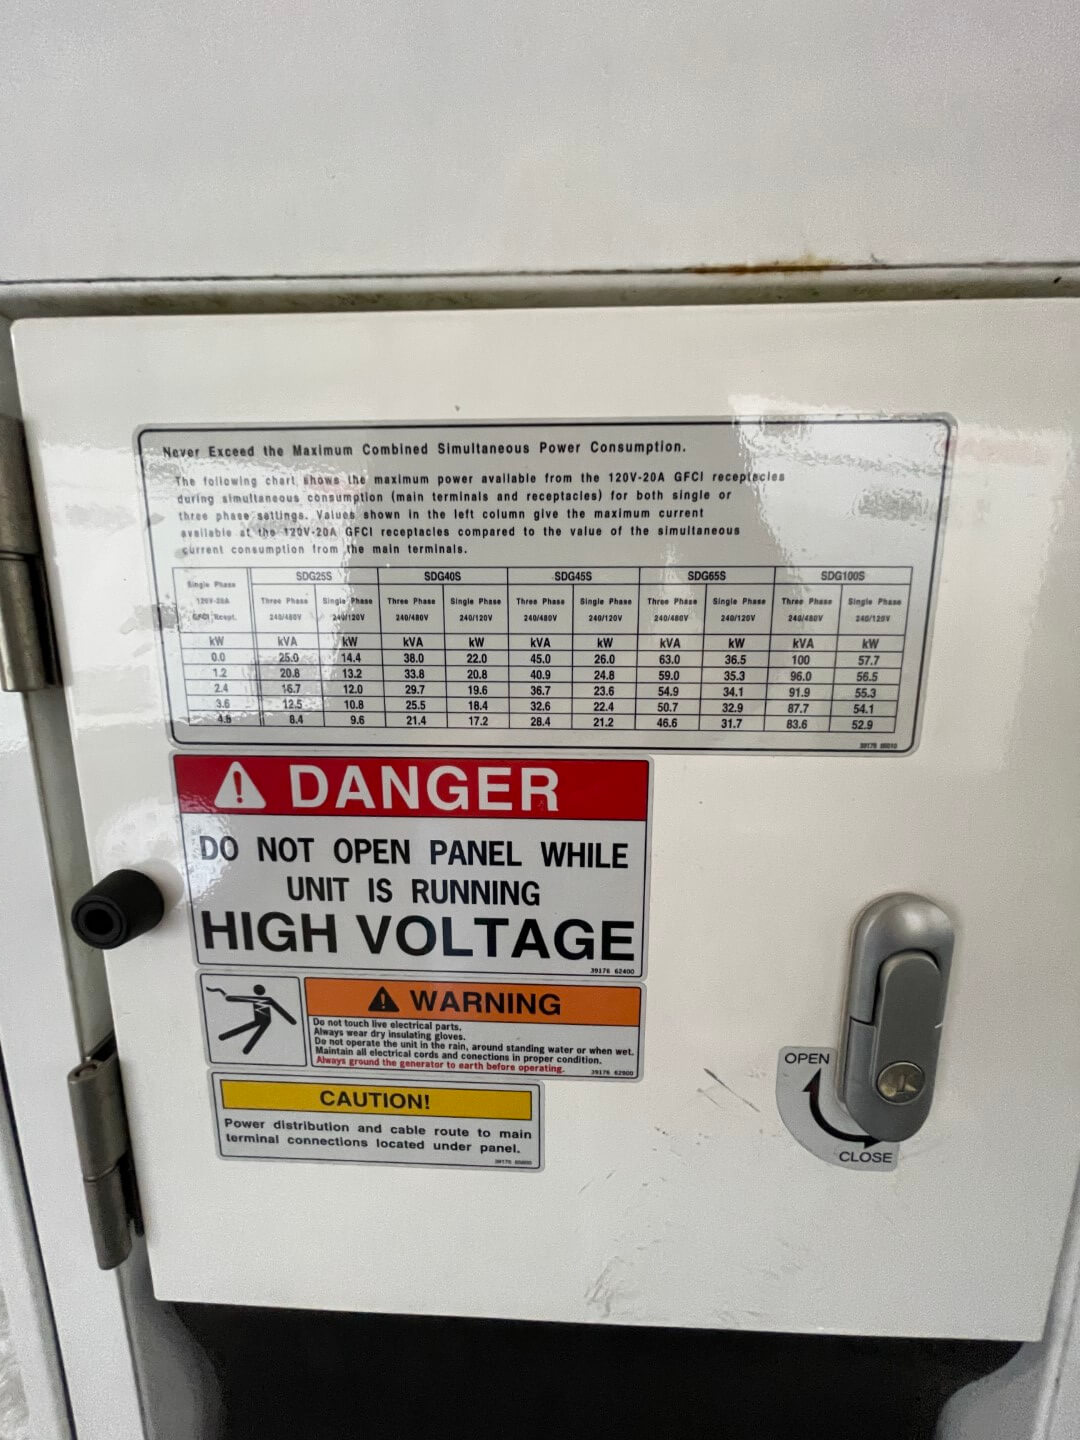 Never Exceed the Maximum Combined Simultaneous Power Consumption.
The following chart shows the maximum power available from the 120V-20A GFCI receptacles
during simultaneous consumption (main terminals and receptacles) for both single or
three phase settings. Values shown in the left column give the maximum current
available at the 120V-20A GFCI receptacles compared to the value of the simultaneous
current consumption from the main terminals.
SDG25S SDG40S SDG45S SDG65S SDG100S
Single Phase
120V-20A Three Phase Single Phase Three Phase Single Phase Three Phase Single Phase Three Phase Single Phase Three Phase Single Phase
GFCI Rcept. 240/480V 240/120V 240/480V 240/120V 240/480V 240/120V 240/480V 240/120V 240/480V 240/120V
kW kVA kW kVA kW kVA kW kVA kW kVA kW
0.0 25.0 14.4 38.0 22.0 45.0 26.0 63.0 36.5 100 57.7
1.2 20.8 13.2 33.8 20.8 40.9 24.8 59.0 35.3 96.0 56.5
2.4 16.7 12.0 29.7 19.6 36.7 23.6 54.9 34.1 91.9 55.3
3.6 12.5 10.8 25.5 18.4 32.6 22.4 50.7 32.9 87.7 54.1
4.8 8.4 9.6 21.4 17.2 28.4 21.2 46.6 31.7 83.6 52.9
DANGER
DO NOT OPEN PANEL WHILE
UNIT IS RUNNING
HIGH VOLTAGE
39176 62400
WARNING
Do not touch live electrical parts.
Always wear dry insulating gloves.
Do not operate the unit in the rain, around standing water or when wet.
Maintain all electrical cords and conections in proper condition.
Always ground the generator to earth before operating.
39176 62900
CAUTION!
Power distribution and cable route to main
terminal connections located under panel.
OPEN
CLOSE